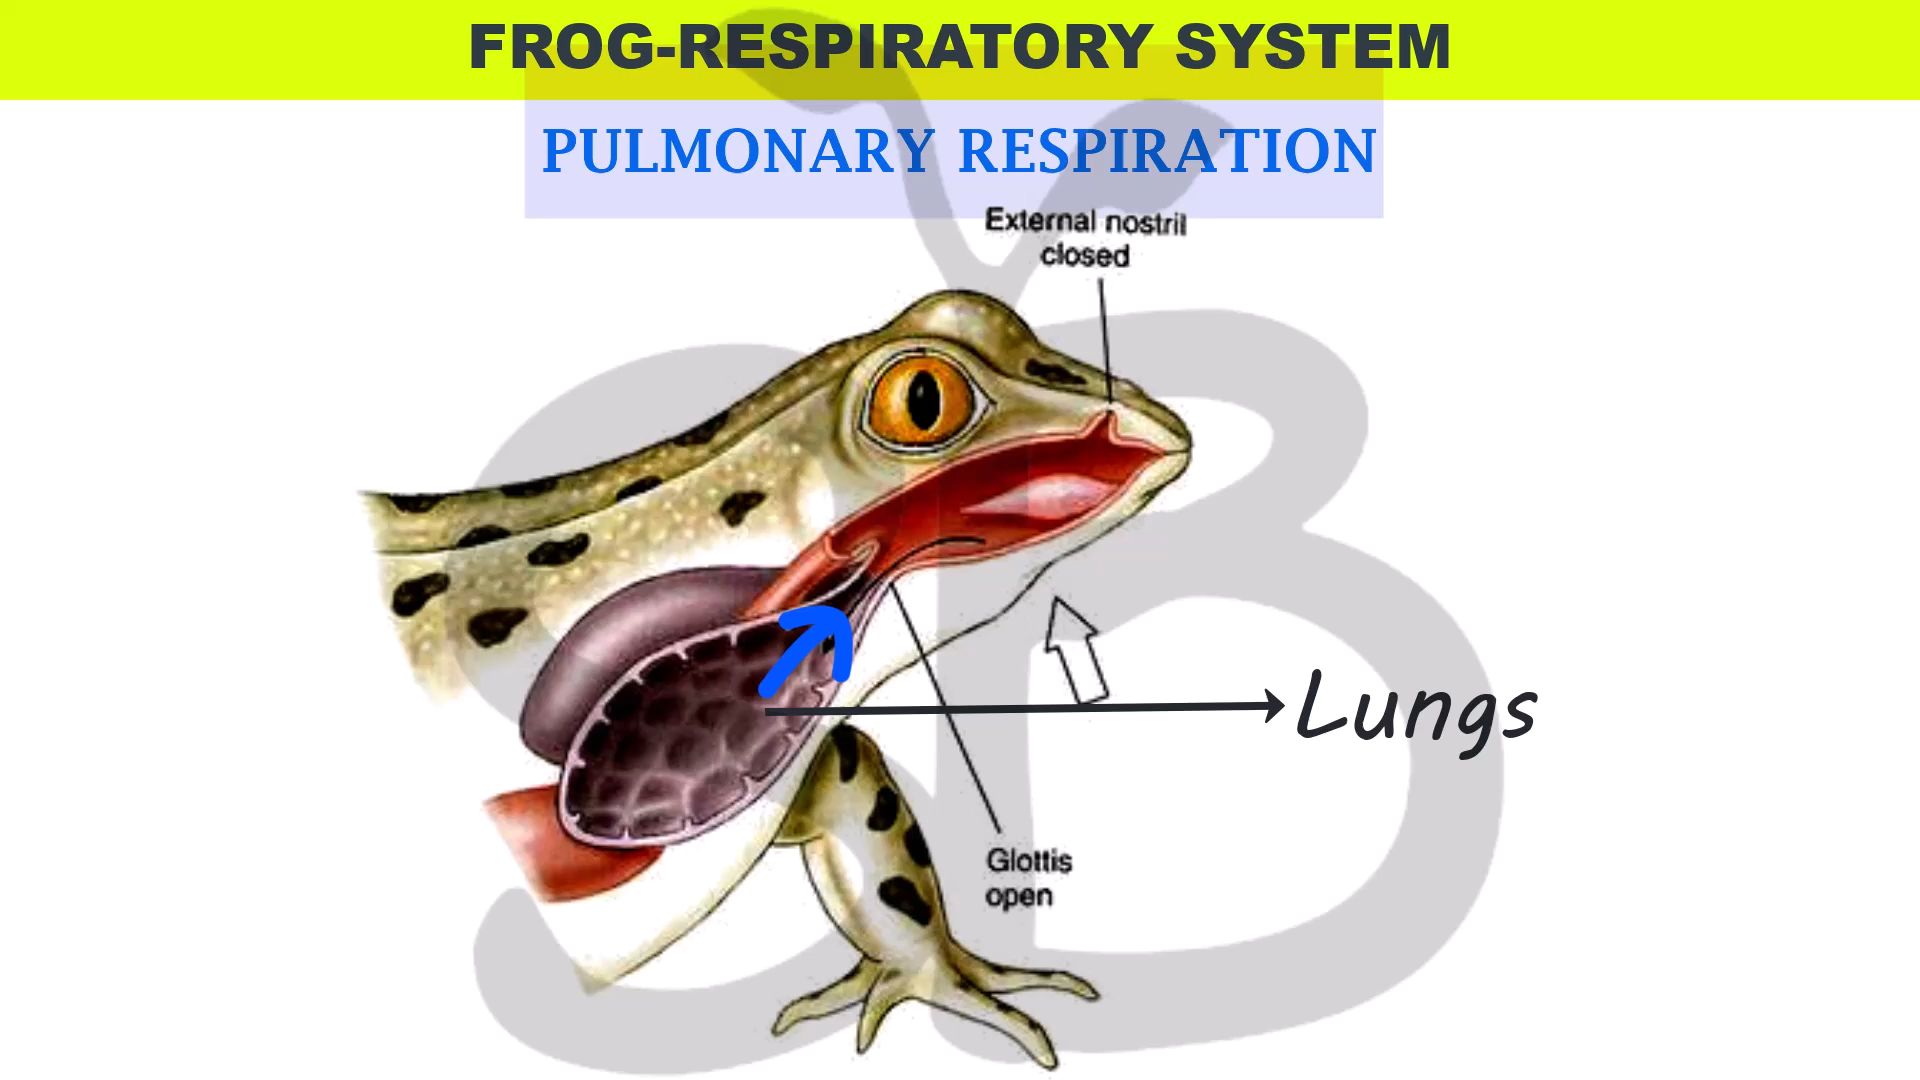 FROG-RESPIRATORY SYSTEM
PULMONARY RESPIRATION
External nostril
closed
Lungs
Glottis
open